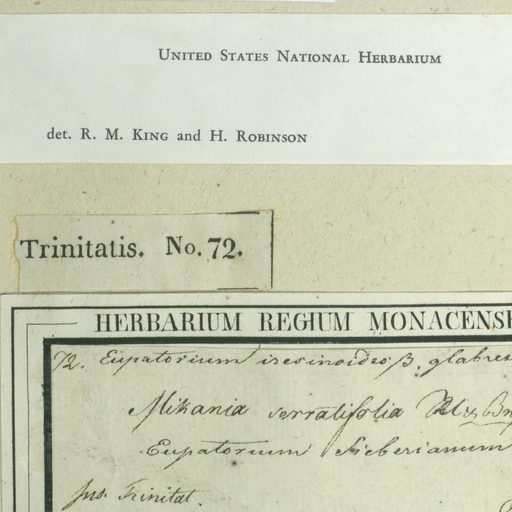 UNITED STATES NATIONAL HERBARIUM
det. R. M. KING and H. ROBINSON
Trinitatis. No. 72.
HERBARIUM REGIUM MONACENSE
72. Eupatorium iresinoides β. glabres
Mikania serratifolia
Eupatorium Sieberianum
Ins. Trinitat.